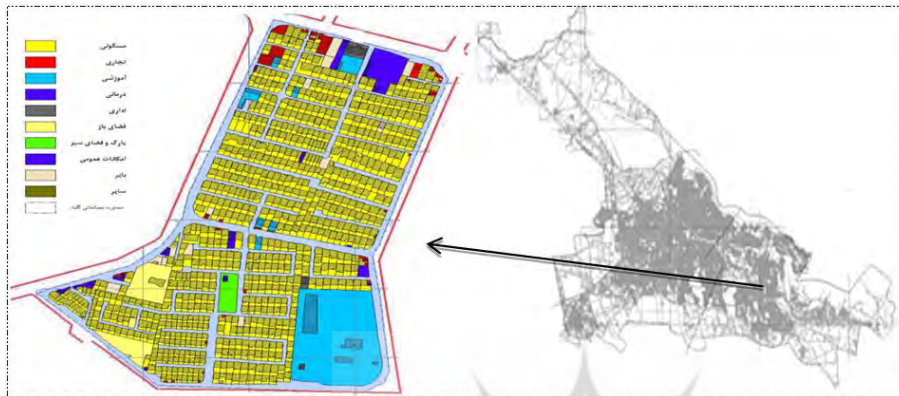 مسکونی
تجاری
آموزشی
درمانی
اداری
فضای باز
پارک و فضای سبز
امکانات عمومی
بایر
سایر